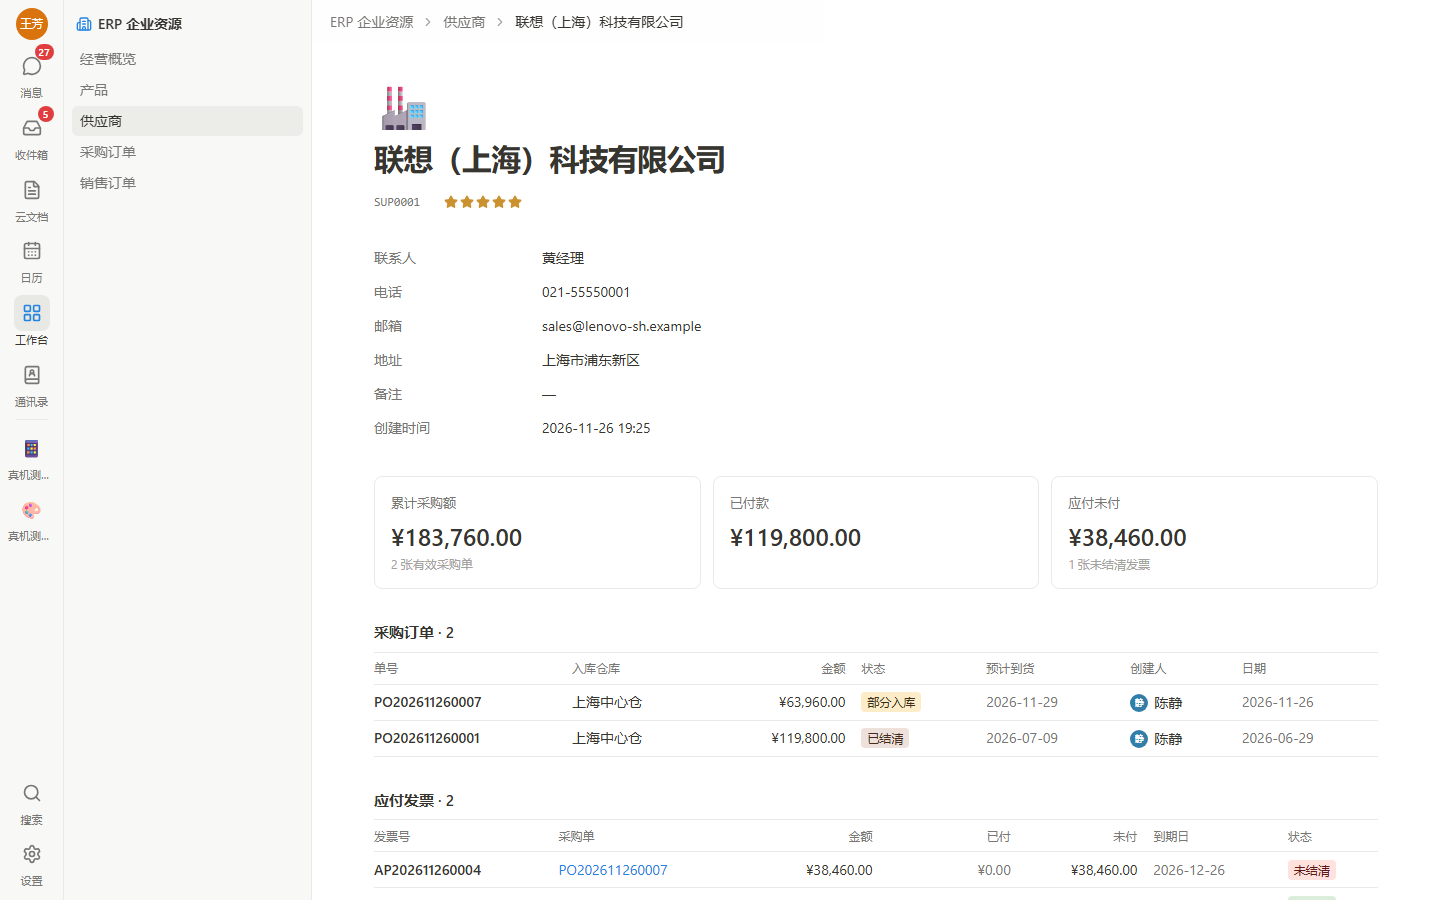 王芳
27
消息
5
收件箱
云文档
日历
工作台
通讯录
真机测...
真机测...
搜索
设置
ERP 企业资源
经营概览
产品
供应商
采购订单
销售订单
ERP 企业资源 > 供应商 > 联想（上海）科技有限公司
联想（上海）科技有限公司
SUP0001
联系人 黄经理
电话 021-55550001
邮箱 sales@lenovo-sh.example
地址 上海市浦东新区
备注 —
创建时间 2026-11-26 19:25
累计采购额
¥183,760.00
2 张有效采购单
已付款
¥119,800.00
应付未付
¥38,460.00
1 张未结清发票
采购订单 · 2
单号 入库仓库 金额 状态 预计到货 创建人 日期
PO202611260007 上海中心仓 ¥63,960.00 部分入库 2026-11-29 静 陈静 2026-11-26
PO202611260001 上海中心仓 ¥119,800.00 已结清 2026-07-09 静 陈静 2026-06-29
应付发票 · 2
发票号 采购单 金额 已付 未付 到期日 状态
AP202611260004 PO202611260007 ¥38,460.00 ¥0.00 ¥38,460.00 2026-12-26 未结清